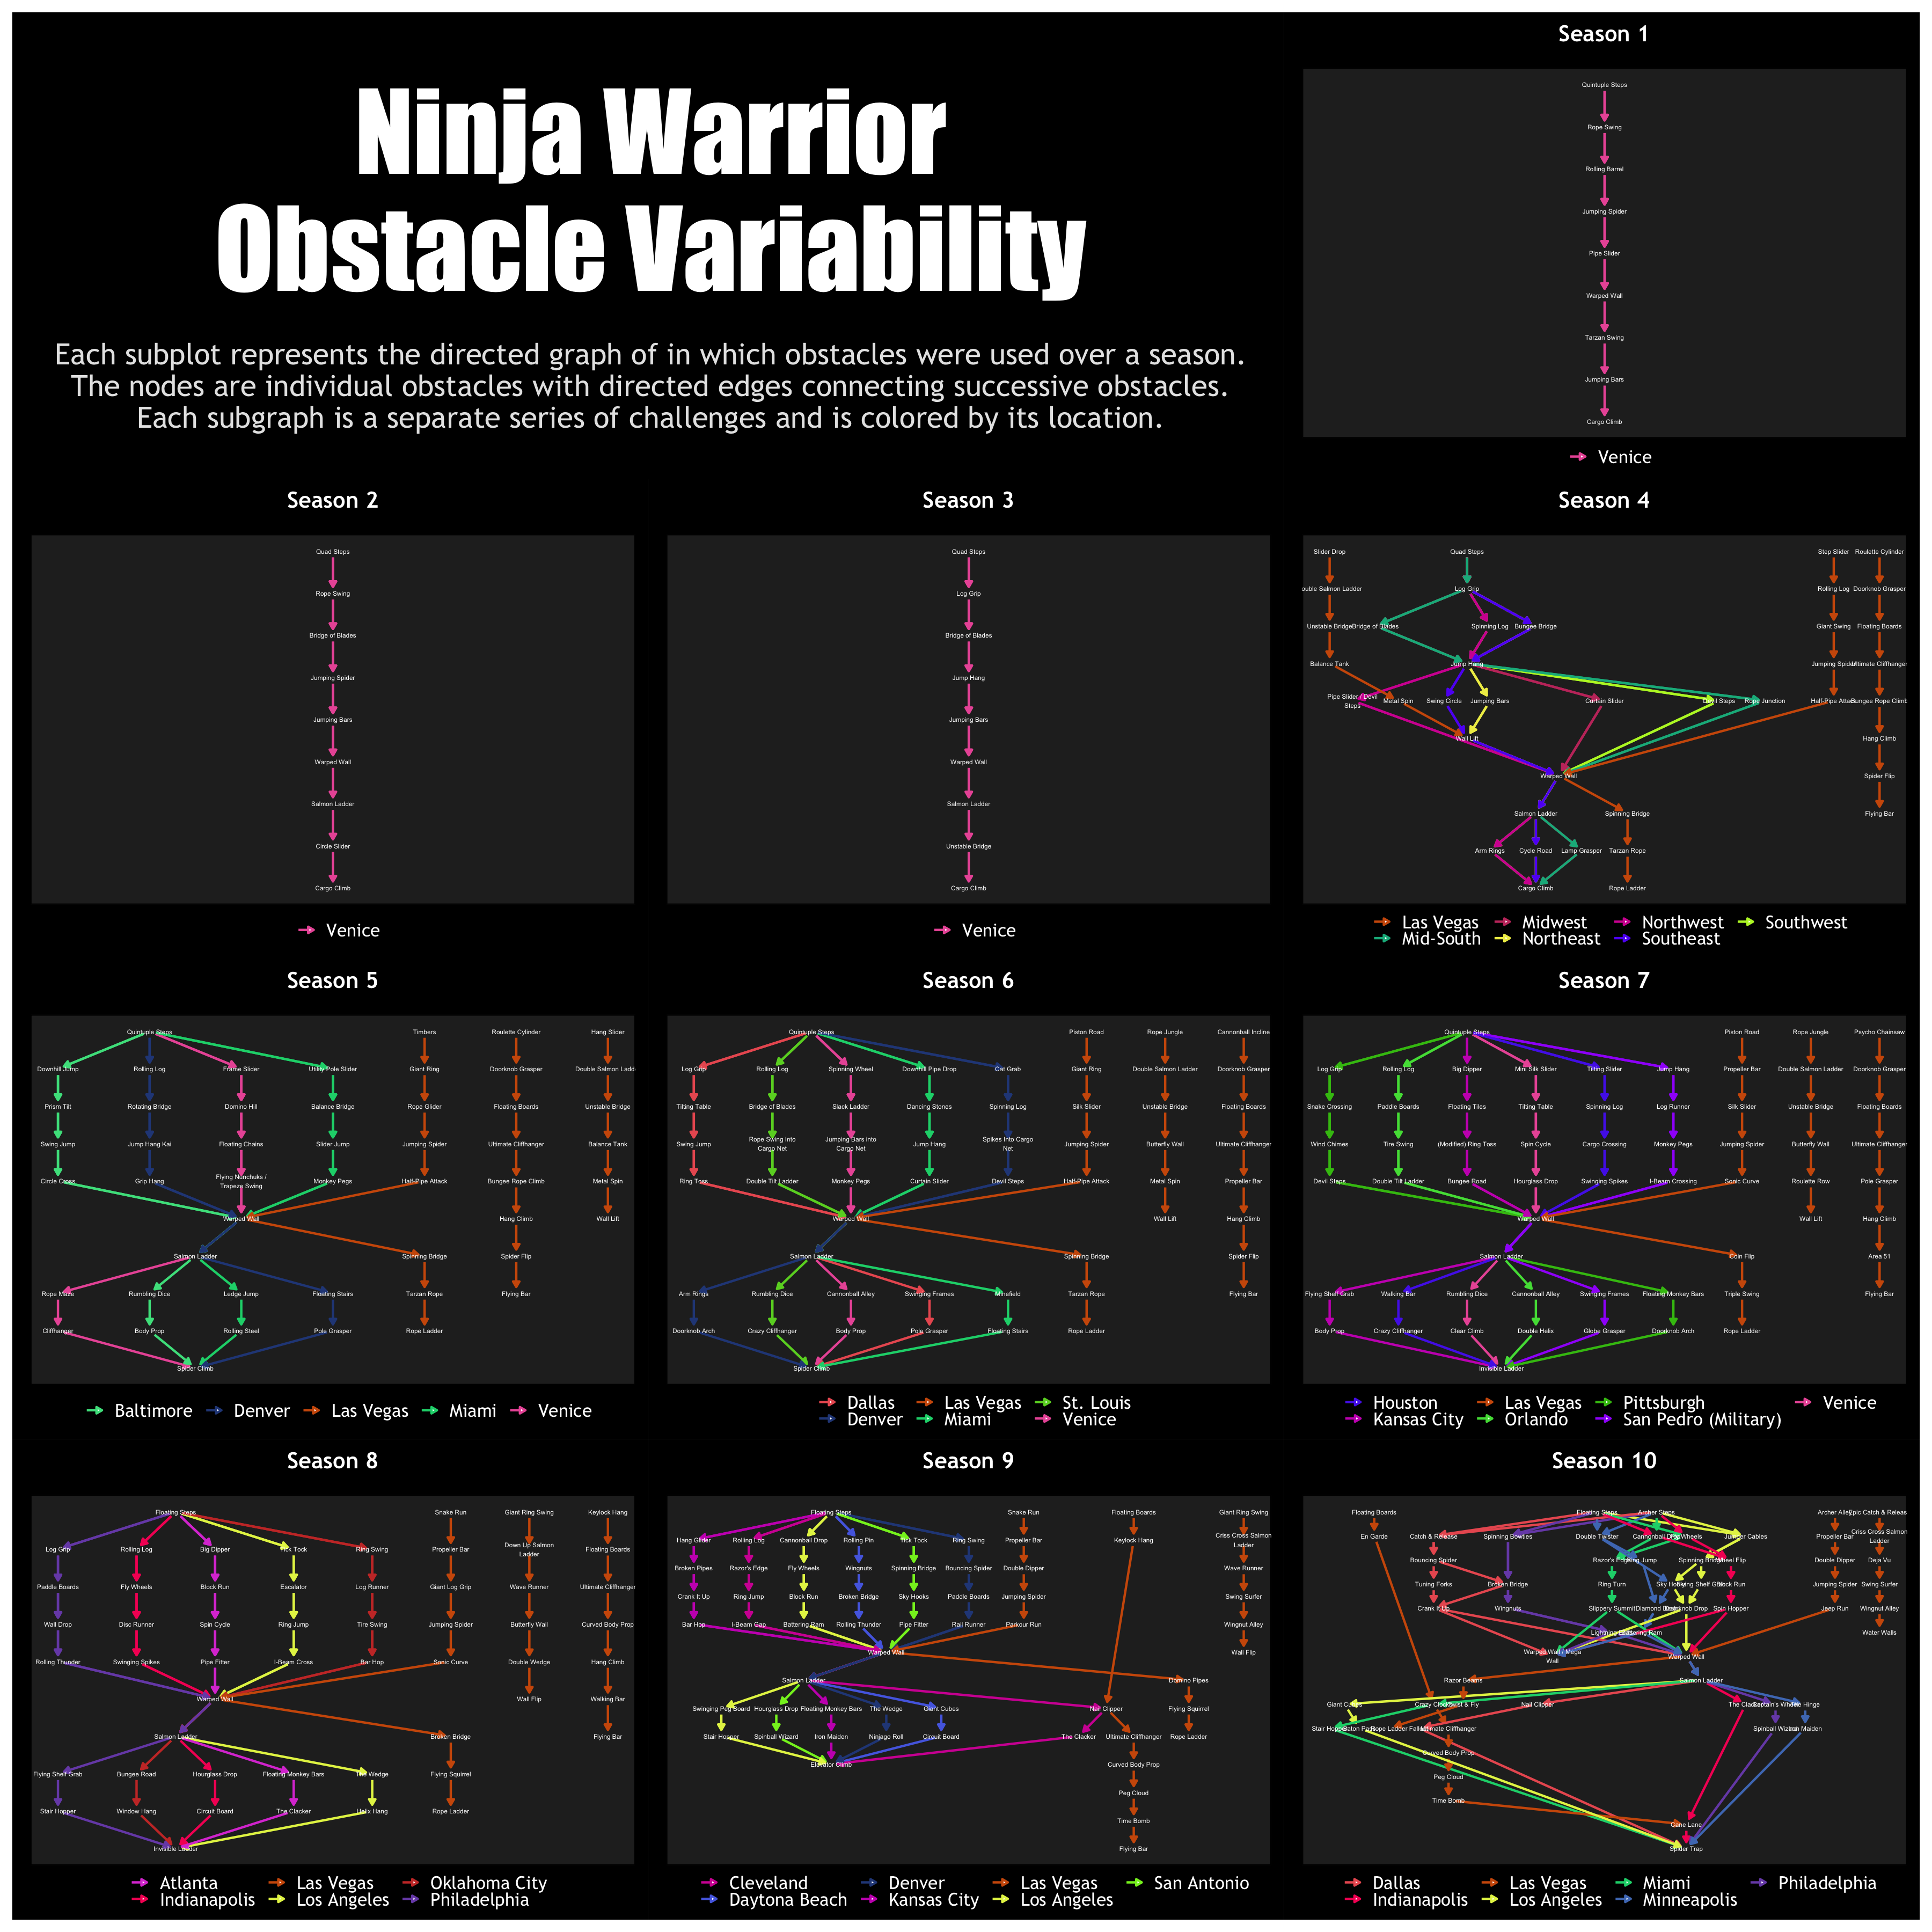 Ninja Warrior
Obstacle Variability
Each subplot represents the directed graph of in which obstacles were used over a season.
The nodes are individual obstacles with directed edges connecting successive obstacles.
Each subgraph is a separate series of challenges and is colored by its location.
Season 1
Quintuple Steps
Rope Swing
Rolling Barrel
Jumping Spider
Pipe Slider
Warped Wall
Tarzan Swing
Jumping Bars
Cargo Climb
Venice
Season 2
Quad Steps
Rope Swing
Bridge of Blades
Jumping Spider
Jumping Bars
Warped Wall
Salmon Ladder
Circle Slider
Cargo Climb
Venice
Season 3
Quad Steps
Log Grip
Bridge of Blades
Jump Hang
Jumping Bars
Warped Wall
Salmon Ladder
Unstable Bridge
Cargo Climb
Venice
Season 4
Slider Drop Quad Steps Step Slider Roulette Cylinder
ouble Salmon Ladder Log Grip Rolling Log Doorknob Grasper
Unstable Bridge Bridge of Blades Spinning Log Bungee Bridge Giant Swing Floating Boards
Balance Tank Jump Hang Jumping Spider Ultimate Cliffhanger
Pipe Slider / Devil Steps Metal Spin Swing Circle Jumping Bars Curtain Slider Devil Steps Rope Junction Half-Pipe Attack Bungee Rope Climb
Wall Lift Hang Climb
Warped Wall Spider Flip
Salmon Ladder Spinning Bridge Flying Bar
Arm Rings Cycle Road Lamp Grasper Tarzan Rope
Cargo Climb Rope Ladder
Las Vegas Midwest Northwest Southwest
Mid-South Northeast Southeast
Season 5
Quintuple Steps Timbers Roulette Cylinder Hang Slider
Downhill Jump Rolling Log Frame Slider Utility Pole Slider Giant Ring Doorknob Grasper Double Salmon Ladd
Prism Tilt Rotating Bridge Domino Hill Balance Bridge Rope Glider Floating Boards Unstable Bridge
Swing Jump Jump Hang Kai Floating Chains Slider Jump Jumping Spider Ultimate Cliffhanger Balance Tank
Circle Cross Grip Hang Flying Nunchuks / Trapeze Swing Monkey Pegs Half-Pipe Attack Bungee Rope Climb Metal Spin
Warped Wall Hang Climb Wall Lift
Salmon Ladder Spinning Bridge Spider Flip
Rope Maze Rumbling Dice Ledge Jump Floating Stairs Tarzan Rope Flying Bar
Cliffhanger Body Prop Rolling Steel Pole Grasper Rope Ladder
Spider Climb
Baltimore Denver Las Vegas Miami Venice
Season 6
Quintuple Steps Piston Road Rope Jungle Cannonball Incline
Log Grip Rolling Log Spinning Wheel Downhill Pipe Drop Cat Grab Giant Ring Double Salmon Ladder Doorknob Grasper
Tilting Table Bridge of Blades Slack Ladder Dancing Stones Spinning Log Silk Slider Unstable Bridge Floating Boards
Swing Jump Rope Swing Into Cargo Net Jumping Bars into Cargo Net Jump Hang Spikes Into Cargo Net Jumping Spider Butterfly Wall Ultimate Cliffhanger
Ring Toss Double Tilt Ladder Monkey Pegs Curtain Slider Devil Steps Half-Pipe Attack Metal Spin Propeller Bar
Warped Wall Wall Lift Hang Climb
Salmon Ladder Spinning Bridge Spider Flip
Arm Rings Rumbling Dice Cannonball Alley Swinging Frames Minefield Tarzan Rope Flying Bar
Doorknob Arch Crazy Cliffhanger Body Prop Pole Grasper Floating Stairs Rope Ladder
Spider Climb
Dallas Las Vegas St. Louis
Denver Miami Venice
Season 7
Quintuple Steps Piston Road Rope Jungle Psycho Chainsaw
Log Grip Rolling Log Big Dipper Mini Silk Slider Tilting Slider Jump Hang Propeller Bar Double Salmon Ladder Doorknob Grasper
Snake Crossing Paddle Boards Floating Tiles Tilting Table Spinning Log Log Runner Silk Slider Unstable Bridge Floating Boards
Wind Chimes Tire Swing (Modified) Ring Toss Spin Cycle Cargo Crossing Monkey Pegs Jumping Spider Butterfly Wall Ultimate Cliffhanger
Devil Steps Double Tilt Ladder Bungee Road Hourglass Drop Swinging Spikes I-Beam Crossing Sonic Curve Roulette Row Pole Grasper
Warped Wall Wall Lift Hang Climb
Salmon Ladder Coin Flip Area 51
Flying Shelf Grab Walking Bar Rumbling Dice Cannonball Alley Swinging Frames Floating Monkey Bars Triple Swing Flying Bar
Body Prop Crazy Cliffhanger Clear Climb Double Helix Globe Grasper Doorknob Arch Rope Ladder
Invisible Ladder
Houston Las Vegas Pittsburgh Venice
Kansas City Orlando San Pedro (Military)
Season 8
Floating Steps Snake Run Giant Ring Swing Keylock Hang
Log Grip Rolling Log Big Dipper Tick Tock Ring Swing Propeller Bar Down Up Salmon Ladder Floating Boards
Paddle Boards Fly Wheels Block Run Escalator Log Runner Giant Log Grip Wave Runner Ultimate Cliffhanger
Wall Drop Disc Runner Spin Cycle Ring Jump Tire Swing Jumping Spider Butterfly Wall Curved Body Prop
Rolling Thunder Swinging Spikes Pipe Fitter I-Beam Cross Bar Hop Sonic Curve Double Wedge Hang Climb
Warped Wall Wall Flip Walking Bar
Salmon Ladder Broken Bridge Flying Bar
Flying Shelf Grab Bungee Road Hourglass Drop Floating Monkey Bars The Wedge Flying Squirrel
Stair Hopper Window Hang Circuit Board The Clacker Helix Hang Rope Ladder
Invisible Ladder
Atlanta Las Vegas Oklahoma City
Indianapolis Los Angeles Philadelphia
Season 9
Floating Steps Snake Run Floating Boards Giant Ring Swing
Hang Glider Rolling Log Cannonball Drop Rolling Pin Tick Tock Ring Swing Propeller Bar Keylock Hang Criss Cross Salmon Ladder
Broken Pipes Razor's Edge Fly Wheels Wingnuts Spinning Bridge Bouncing Spider Double Dipper Wave Runner
Crank It Up Ring Jump Block Run Broken Bridge Sky Hooks Paddle Boards Jumping Spider Swing Surfer
Bar Hop I-Beam Gap Battering Ram Rolling Thunder Pipe Fitter Rail Runner Parkour Run Wingnut Alley
Warped Wall Wall Flip
Salmon Ladder Domino Pipes
Swinging Peg Board Hourglass Drop Floating Monkey Bars The Wedge Giant Cubes Nail Clipper Flying Squirrel
Stair Hopper Spinball Wizard Iron Maiden Ninjago Roll Circuit Board The Clacker Ultimate Cliffhanger Rope Ladder
Elevator Climb Curved Body Prop
Peg Cloud
Time Bomb
Flying Bar
Cleveland Denver Las Vegas San Antonio
Daytona Beach Kansas City Los Angeles
Season 10
Floating Boards Floating Steps Archer Steps Archer Alley Epic Catch & Releas
En Garde Catch & Release Spinning Bowties Double Twister Cannonball Drop Fly Wheels Jumper Cables Propeller Bar Criss Cross Salmon Ladder
Bouncing Spider Razor's Edge Ring Jump Spinning Bridge Wheel Flip Double Dipper Deja Vu
Tuning Forks Broken Bridge Ring Turn Sky Hooks Flying Shelf Grab Block Run Jumping Spider Swing Surfer
Crank It Up Wingnuts Slippery Summit Diamond Dash Doorknob Drop Spin Hopper Jeep Run Wingnut Alley
Lightning Bolts Battering Ram Water Walls
Warped Wall / Mega Wall Warped Wall
Razor Beams Salmon Ladder
Giant Cubes Crazy Clocks Twist & Fly Nail Clipper The Clacker Captain's Wheel The Hinge
Stair Hopper Baton Pass Rope Ladder Falls Ultimate Cliffhanger Spinball Wizard Iron Maiden
Curved Body Prop
Peg Cloud
Time Bomb
Cane Lane
Spider Trap
Dallas Las Vegas Miami Philadelphia
Indianapolis Los Angeles Minneapolis